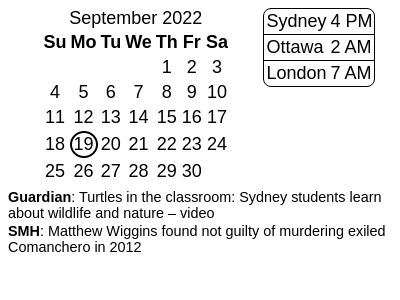 September 2022
Su Mo Tu We Th Fr Sa
1 2 3
4 5 6 7 8 9 10
11 12 13 14 15 16 17
18 19 20 21 22 23 24
25 26 27 28 29 30
Sydney 4 PM
Ottawa 2 AM
London 7 AM
Guardian: Turtles in the classroom: Sydney students learn
about wildlife and nature – video
SMH: Matthew Wiggins found not guilty of murdering exiled
Comanchero in 2012